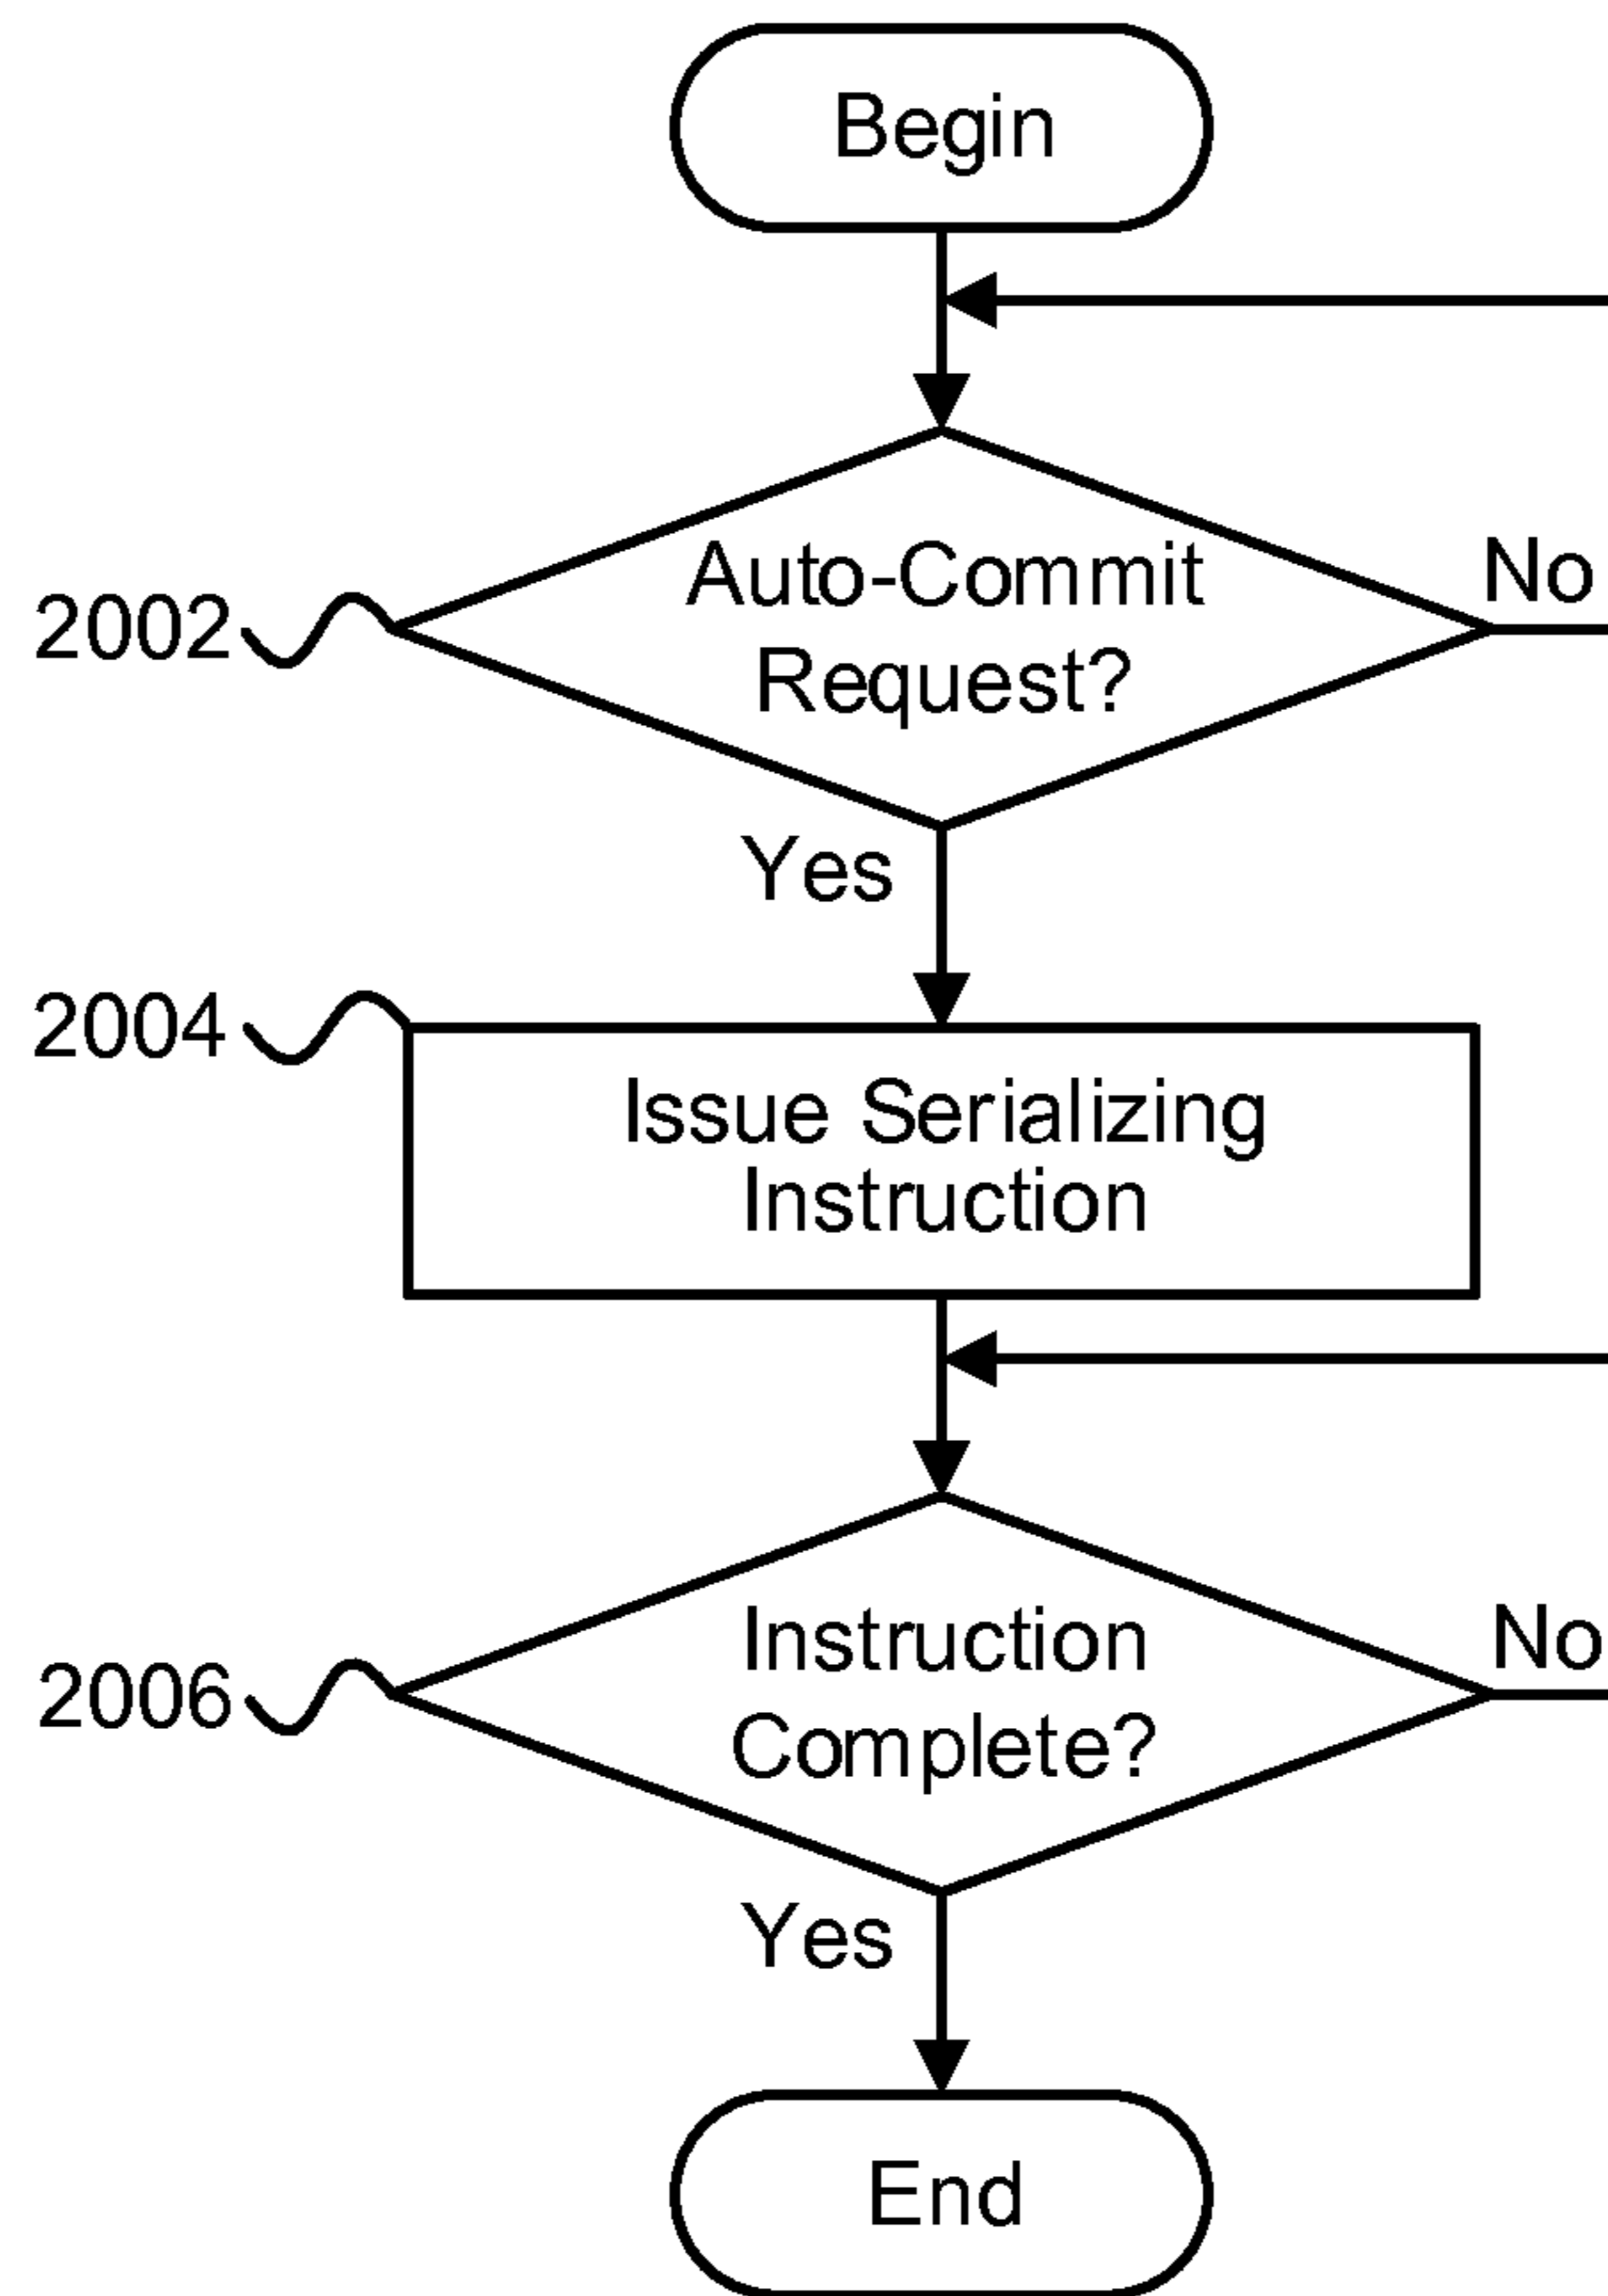 Begin
Auto-Commit
Request?
No
2002
Yes
2004
Issue Serializing
Instruction
Instruction
Complete?
No
2006
Yes
End